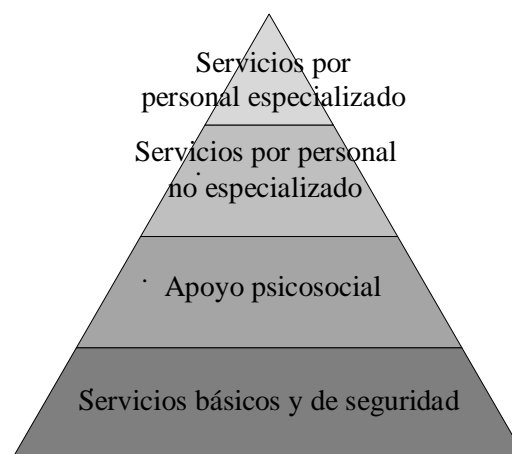 Servicios por
personal especializado
Servicios por personal
no especializado
Apoyo psicosocial
Servicios básicos y de seguridad